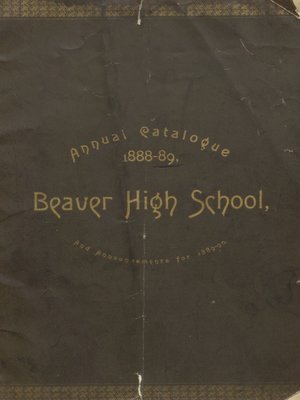 Annual Catalogue
1888-89,
Beaver High School,
And Announcements for 1889-90